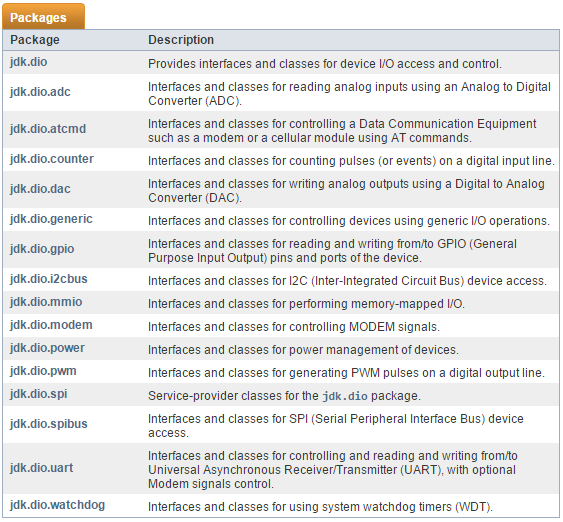 Packages
Package Description
jdk.dio Provides interfaces and classes for device I/O access and control.
jdk.dio.adc Interfaces and classes for reading analog inputs using an Analog to Digital
Converter (ADC).
jdk.dio.atcmd Interfaces and classes for controlling a Data Communication Equipment
such as a modem or a cellular module using AT commands.
jdk.dio.counter Interfaces and classes for counting pulses (or events) on a digital input line.
jdk.dio.dac Interfaces and classes for writing analog outputs using a Digital to Analog
Converter (DAC).
jdk.dio.generic Interfaces and classes for controlling devices using generic I/O operations.
jdk.dio.gpio Interfaces and classes for reading and writing from/to GPIO (General
Purpose Input Output) pins and ports of the device.
jdk.dio.i2cbus Interfaces and classes for I2C (Inter-Integrated Circuit Bus) device access.
jdk.dio.mmio Interfaces and classes for performing memory-mapped I/O.
jdk.dio.modem Interfaces and classes for controlling MODEM signals.
jdk.dio.power Interfaces and classes for power management of devices.
jdk.dio.pwm Interfaces and classes for generating PWM pulses on a digital output line.
jdk.dio.spi Service-provider classes for the jdk.dio package.
jdk.dio.spibus Interfaces and classes for SPI (Serial Peripheral Interface Bus) device
access.
jdk.dio.uart Interfaces and classes for controlling and reading and writing from/to
Universal Asynchronous Receiver/Transmitter (UART), with optional
Modem signals control.
jdk.dio.watchdog Interfaces and classes for using system watchdog timers (WDT).